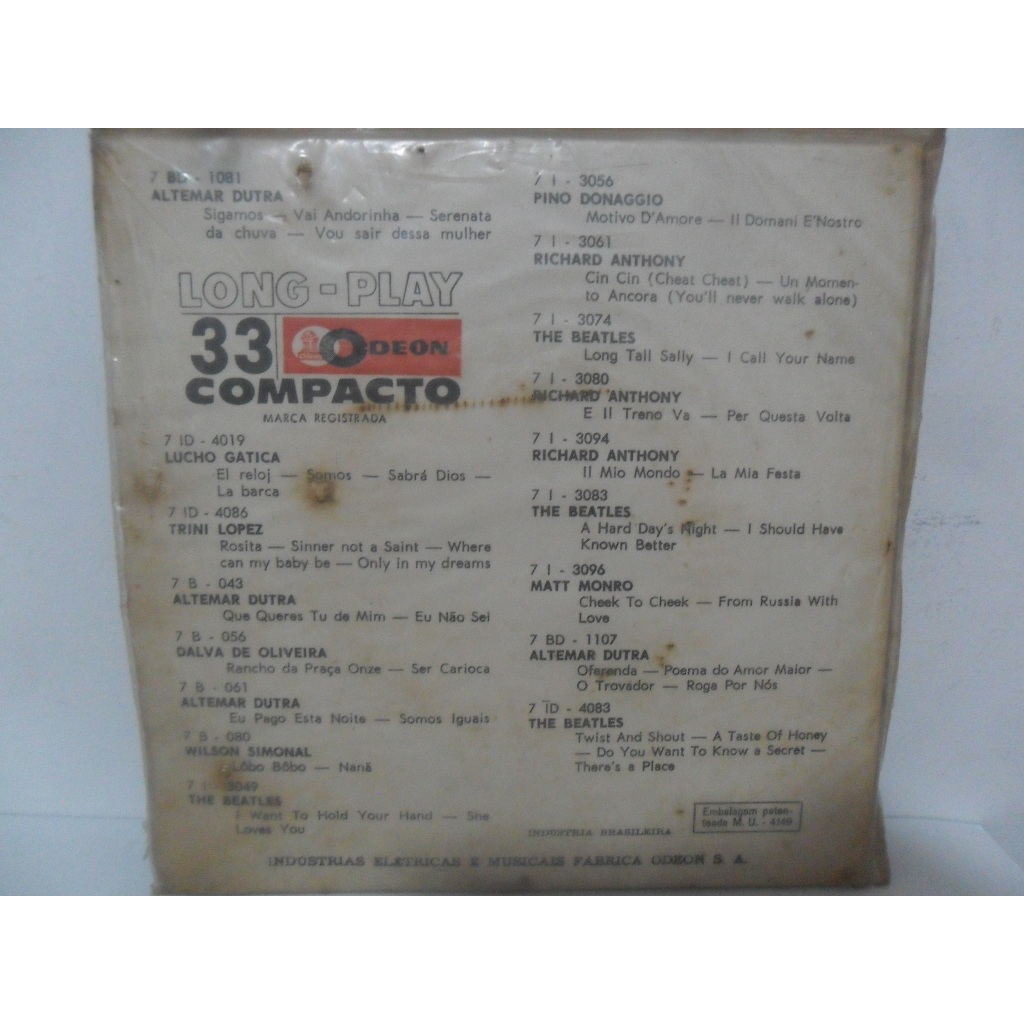 7 BD - 1081
ALTEMAR DUTRA
Sigamos — Vai Andorinha — Serenata
da chuva — Vou sair dessa mulher
LONG-PLAY
33 ODEON
COMPACTO
MARCA REGISTRADA
7 ID - 4019
LUCHO GATICA
El reloj — Somos — Sabrá Dios —
La barca
7 ID - 4086
TRINI LOPEZ
Rosita — Sinner not a Saint — Where
can my baby be — Only in my dreams
7 B - 043
ALTEMAR DUTRA
Que Queres Tu de Mim — Eu Não Sei
7 B - 056
DALVA DE OLIVEIRA
Rancho da Praça Onze — Ser Carioca
7 B - 061
ALTEMAR DUTRA
Eu Pago Esta Noite — Somos Iguais
7 B - 080
WILSON SIMONAL
Lôbo Bôbo — Nanã
7 I - 3049
THE BEATLES
I Want To Hold Your Hand — She
Loves You
7 I - 3056
PINO DONAGGIO
Motivo D'Amore — Il Domani E'Nostro
7 I - 3061
RICHARD ANTHONY
Cin Cin (Cheat Cheat) — Un Momen-
to Ancora (You'll never walk alone)
7 I - 3074
THE BEATLES
Long Tall Sally — I Call Your Name
7 I - 3080
RICHARD ANTHONY
E Il Treno Va — Per Questa Volta
7 I - 3094
RICHARD ANTHONY
Il Mio Mondo — La Mia Festa
7 I - 3083
THE BEATLES
A Hard Day's Night — I Should Have
Known Better
7 I - 3096
MATT MONRO
Cheek To Cheek — From Russia With
Love
7 BD - 1107
ALTEMAR DUTRA
Oferenda — Poema do Amor Maior —
O Trovador — Roga Por Nós
7 ID - 4083
THE BEATLES
Twist And Shout — A Taste Of Honey
— Do You Want To Know a Secret —
There's a Place
INDÚSTRIA BRASILEIRA
Embalagem paten-
teada M. U. - 4149
INDÚSTRIAS ELÉTRICAS E MUSICAIS FÁBRICA ODEON S. A.